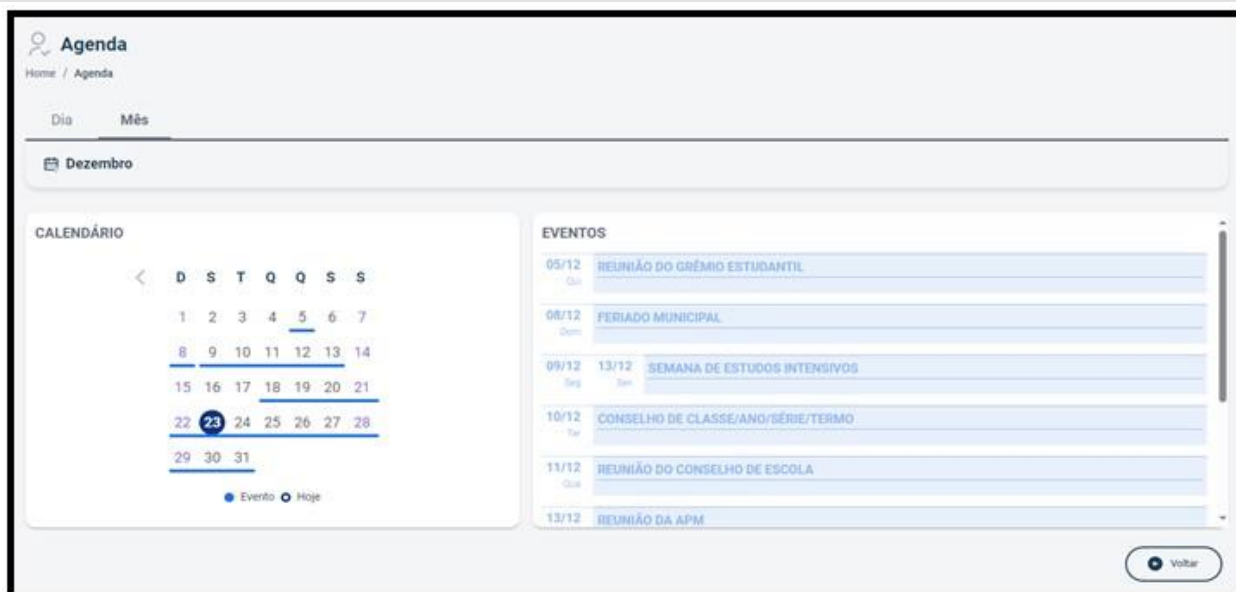 Agenda
Home / Agenda
Dia Mês
Dezembro
CALENDÁRIO
D S T Q Q S S
1 2 3 4 5 6 7
8 9 10 11 12 13 14
15 16 17 18 19 20 21
22 23 24 25 26 27 28
29 30 31
Evento Hoje
EVENTOS
05/12 REUNIÃO DO GRÊMIO ESTUDANTIL
Qui
08/12 FERIADO MUNICIPAL
Dom
09/12 13/12 SEMANA DE ESTUDOS INTENSIVOS
Seg Sex
10/12 CONSELHO DE CLASSE/ANO/SÉRIE/TERMO
Ter
11/12 REUNIÃO DO CONSELHO DE ESCOLA
Qua
13/12 REUNIÃO DA APM
Voltar